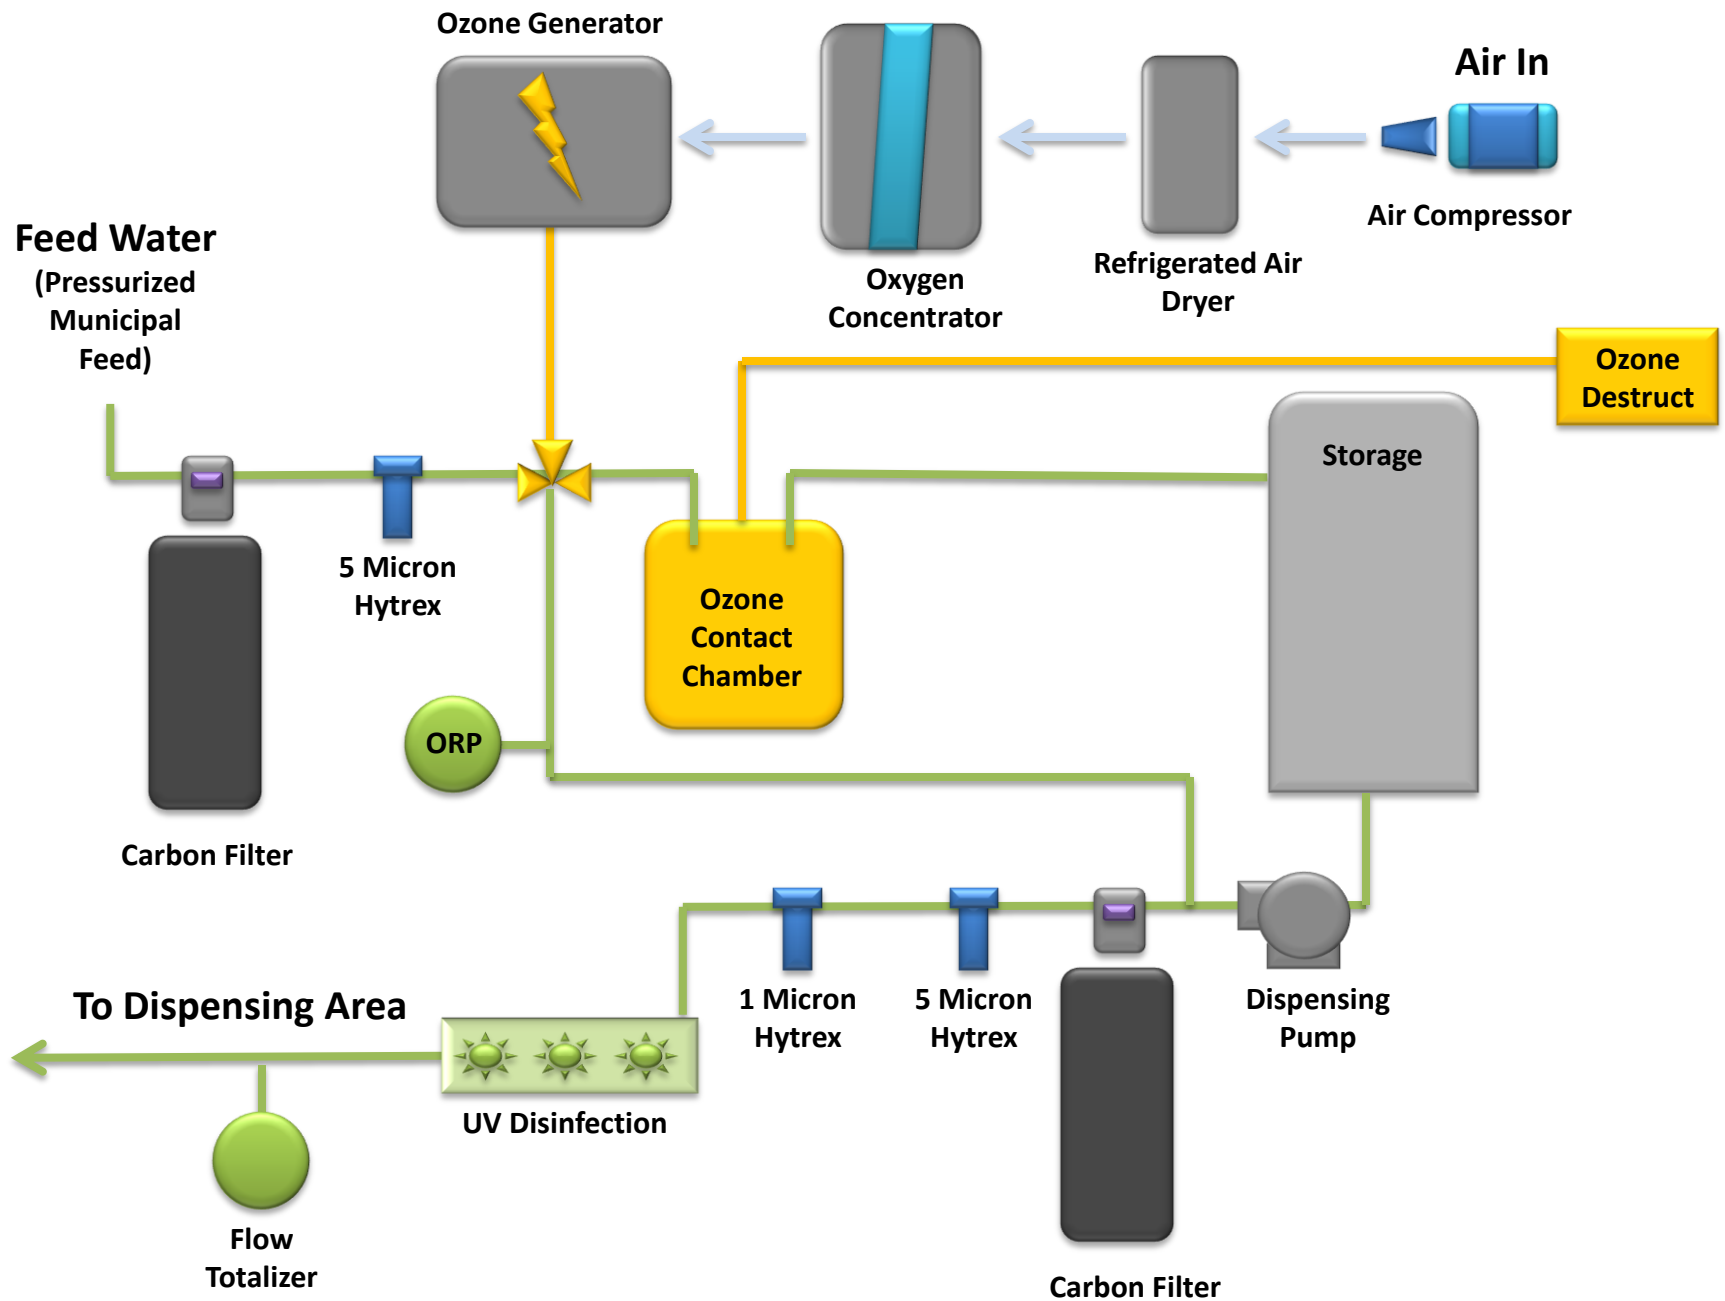 Ozone Generator
Air In
Air Compressor
Feed Water
(Pressurized
Municipal
Feed)
Oxygen
Concentrator
Refrigerated Air
Dryer
Ozone
Destruct
Storage
5 Micron
Hytrex
Ozone
Contact
Chamber
ORP
Carbon Filter
To Dispensing Area
1 Micron
Hytrex
5 Micron
Hytrex
Dispensing
Pump
UV Disinfection
Flow
Totalizer
Carbon Filter